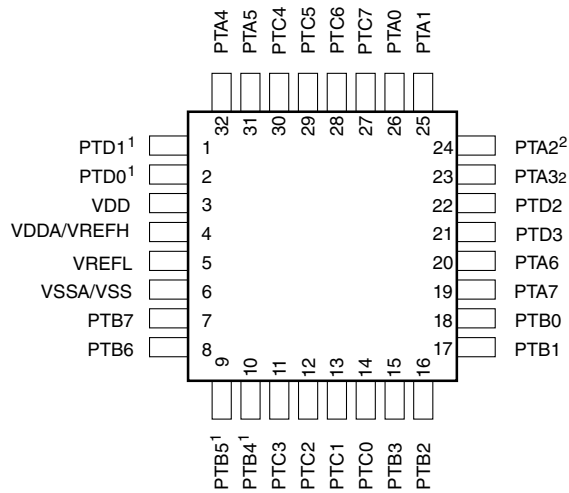 PTA4 PTA5 PTC4 PTC5 PTC6 PTC7 PTA0 PTA1
32 31 30 29 28 27 26 25
PTD1¹ 1 24 PTA2²
PTD0¹ 2 23 PTA32
VDD 3 22 PTD2
VDDA/VREFH 4 21 PTD3
VREFL 5 20 PTA6
VSSA/VSS 6 19 PTA7
PTB7 7 18 PTB0
PTB6 8 17 PTB1
9 10 11 12 13 14 15 16
PTB5¹ PTB4¹ PTC3 PTC2 PTC1 PTC0 PTB3 PTB2